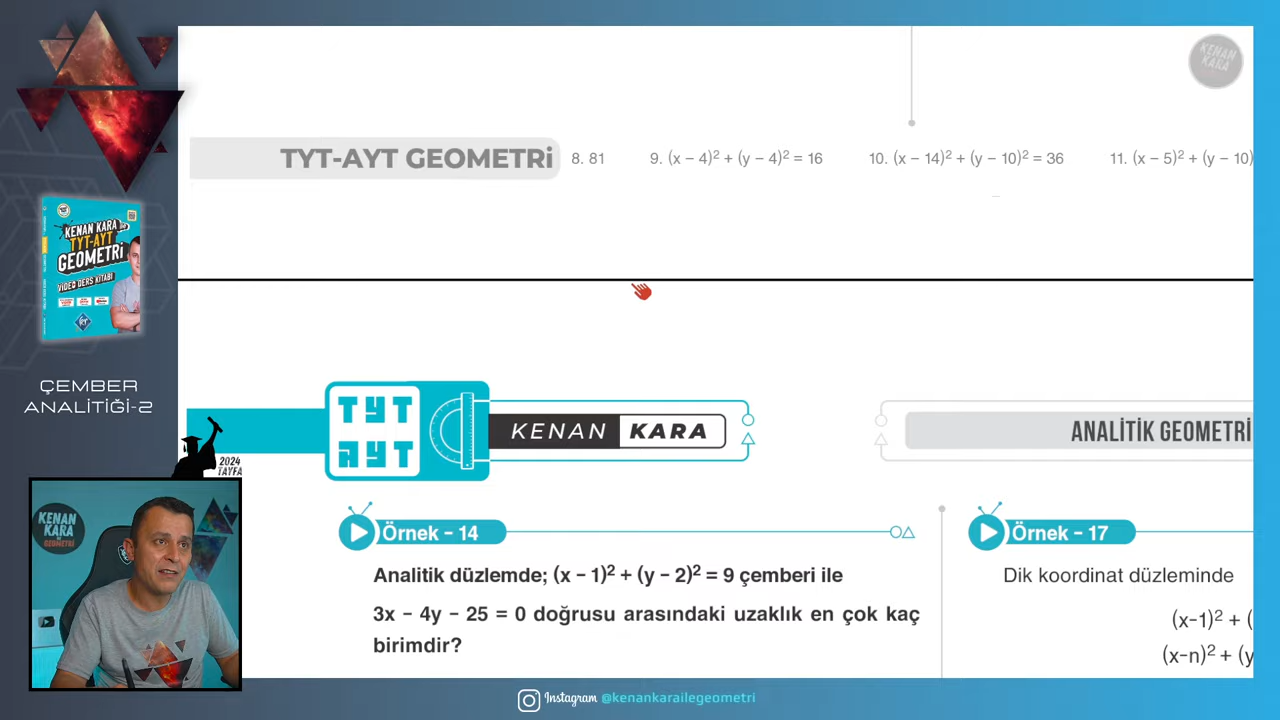 KENAN
KARA
TYT-AYT GEOMETRİ
8. 81
9. (x – 4)² + (y – 4)² = 16
10. (x – 14)² + (y – 10)² = 36
11. (x – 5)² + (y – 10)
KENAN KARA
TYT-AYT
GEOMETRİ
VİDEO DERS KİTABI
ÇEMBER
ANALİTİĞİ-2
2024
TAYFA
TYT
AYT
KENAN KARA
ANALİTİK GEOMETRİ
Örnek – 14
Analitik düzlemde; (x – 1)² + (y – 2)² = 9 çemberi ile
3x – 4y – 25 = 0 doğrusu arasındaki uzaklık en çok kaç
birimdir?
Örnek – 17
Dik koordinat düzleminde
(x-1)² + (
(x-n)² + (y
KENAN
KARA
GEOMETRİ
Instagram @kenankarailegeometri